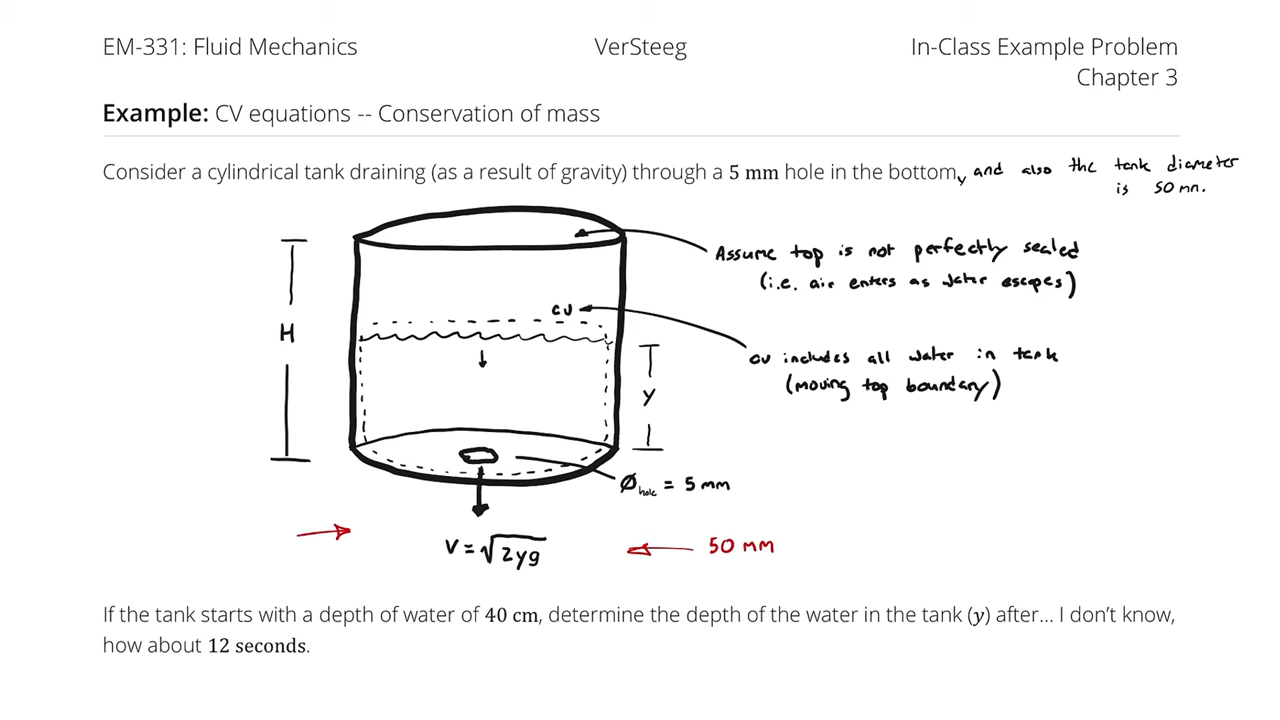 EM-331: Fluid Mechanics VerSteeg In-Class Example Problem
Chapter 3
Example: CV equations -- Conservation of mass
Consider a cylindrical tank draining (as a result of gravity) through a 5 mm hole in the bottom, and also the tank diameter
is 50 mm.
Assume top is not perfectly sealed
(i.e. air enters as water escapes)
CV
H
CV includes all water in tank
(moving top boundary)
y
Ø hole = 5 mm
V = √2yg
50 mm
If the tank starts with a depth of water of 40 cm, determine the depth of the water in the tank (y) after... I don't know,
how about 12 seconds.